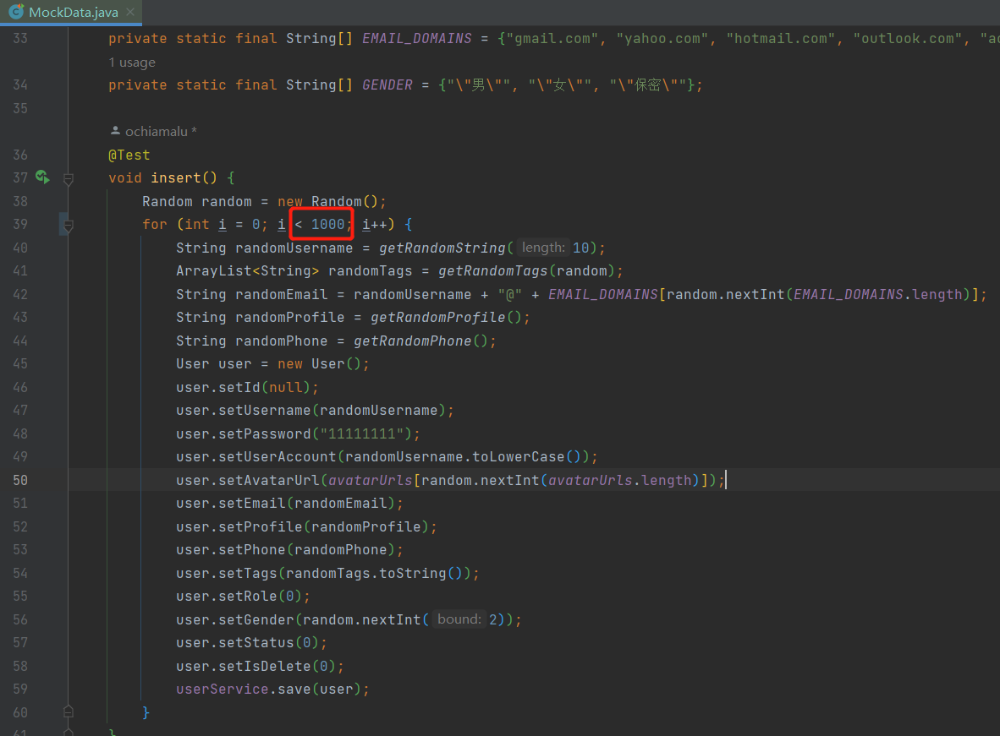 MockData.java
33 private static final String[] EMAIL_DOMAINS = {"gmail.com", "yahoo.com", "hotmail.com", "outlook.com",
1 usage
34 private static final String[] GENDER = {"\"男\"", "\"女\"", "\"保密\""};
35
ochiamalu *
36 @Test
37 void insert() {
38 Random random = new Random();
39 for (int i = 0; i < 1000; i++) {
40 String randomUsername = getRandomString( length: 10);
41 ArrayList<String> randomTags = getRandomTags(random);
42 String randomEmail = randomUsername + "@" + EMAIL_DOMAINS[random.nextInt(EMAIL_DOMAINS.length)];
43 String randomProfile = getRandomProfile();
44 String randomPhone = getRandomPhone();
45 User user = new User();
46 user.setId(null);
47 user.setUsername(randomUsername);
48 user.setPassword("11111111");
49 user.setUserAccount(randomUsername.toLowerCase());
50 user.setAvatarUrl(avatarUrls[random.nextInt(avatarUrls.length)]);
51 user.setEmail(randomEmail);
52 user.setProfile(randomProfile);
53 user.setPhone(randomPhone);
54 user.setTags(randomTags.toString());
55 user.setRole(0);
56 user.setGender(random.nextInt( bound: 2));
57 user.setStatus(0);
58 user.setIsDelete(0);
59 userService.save(user);
60 }
61 }